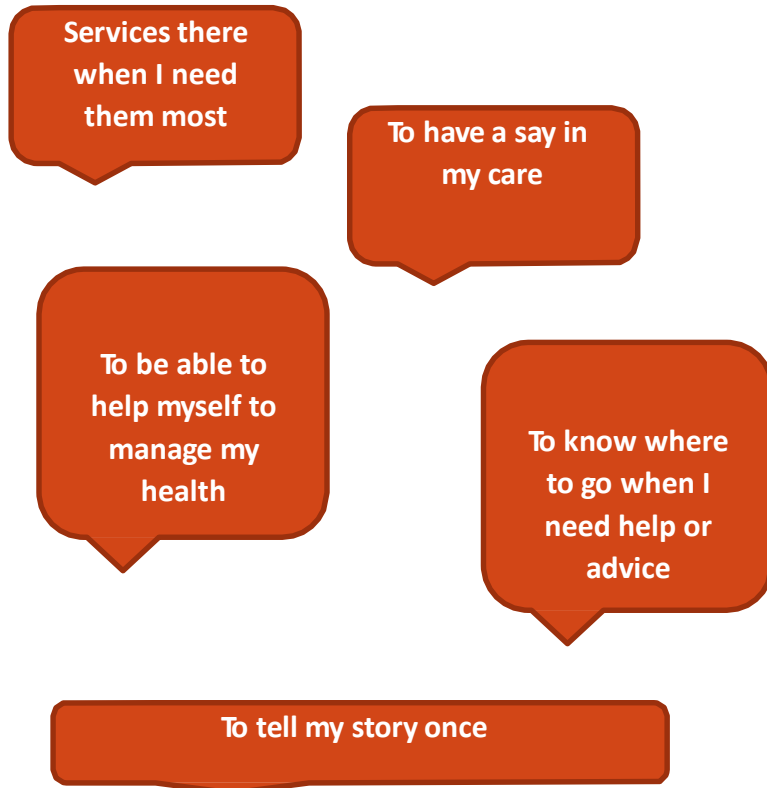 Services there
when I need
them most
To have a say in
my care
To be able to
help myself to
manage my
health
To know where
to go when I
need help or
advice
To tell my story once